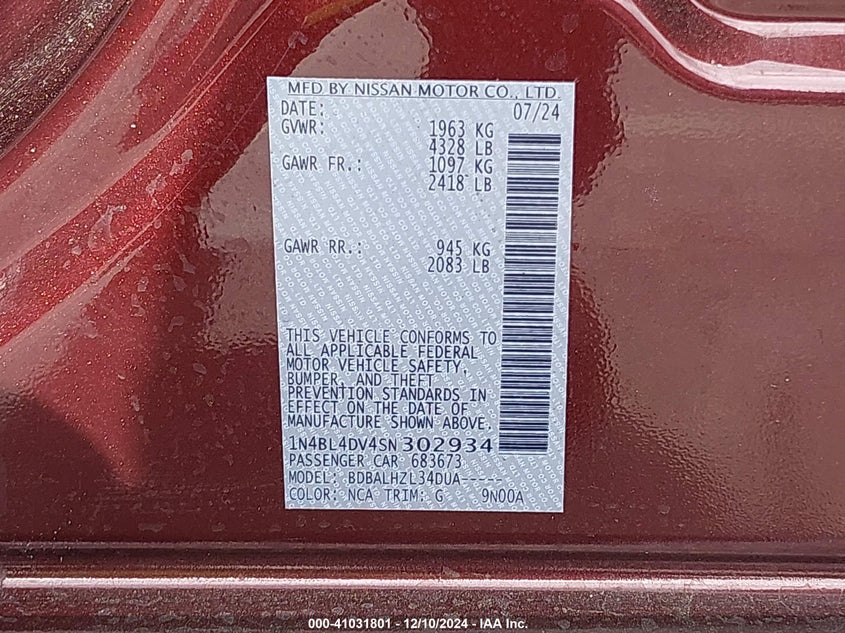 MFD BY NISSAN MOTOR CO., LTD.
DATE: 07/24
GVWR: 1963 KG
4328 LB
GAWR FR.: 1097 KG
2418 LB
GAWR RR.: 945 KG
2083 LB
THIS VEHICLE CONFORMS TO
ALL APPLICABLE FEDERAL
MOTOR VEHICLE SAFETY,
BUMPER, AND THEFT
PREVENTION STANDARDS IN
EFFECT ON THE DATE OF
MANUFACTURE SHOWN ABOVE.
1N4BL4DV4SN302934
PASSENGER CAR 683673
MODEL: BDBALHZL34DUA-----
COLOR: NCA TRIM: G 9N00A
000-41031801 - 12/10/2024 - IAA Inc.